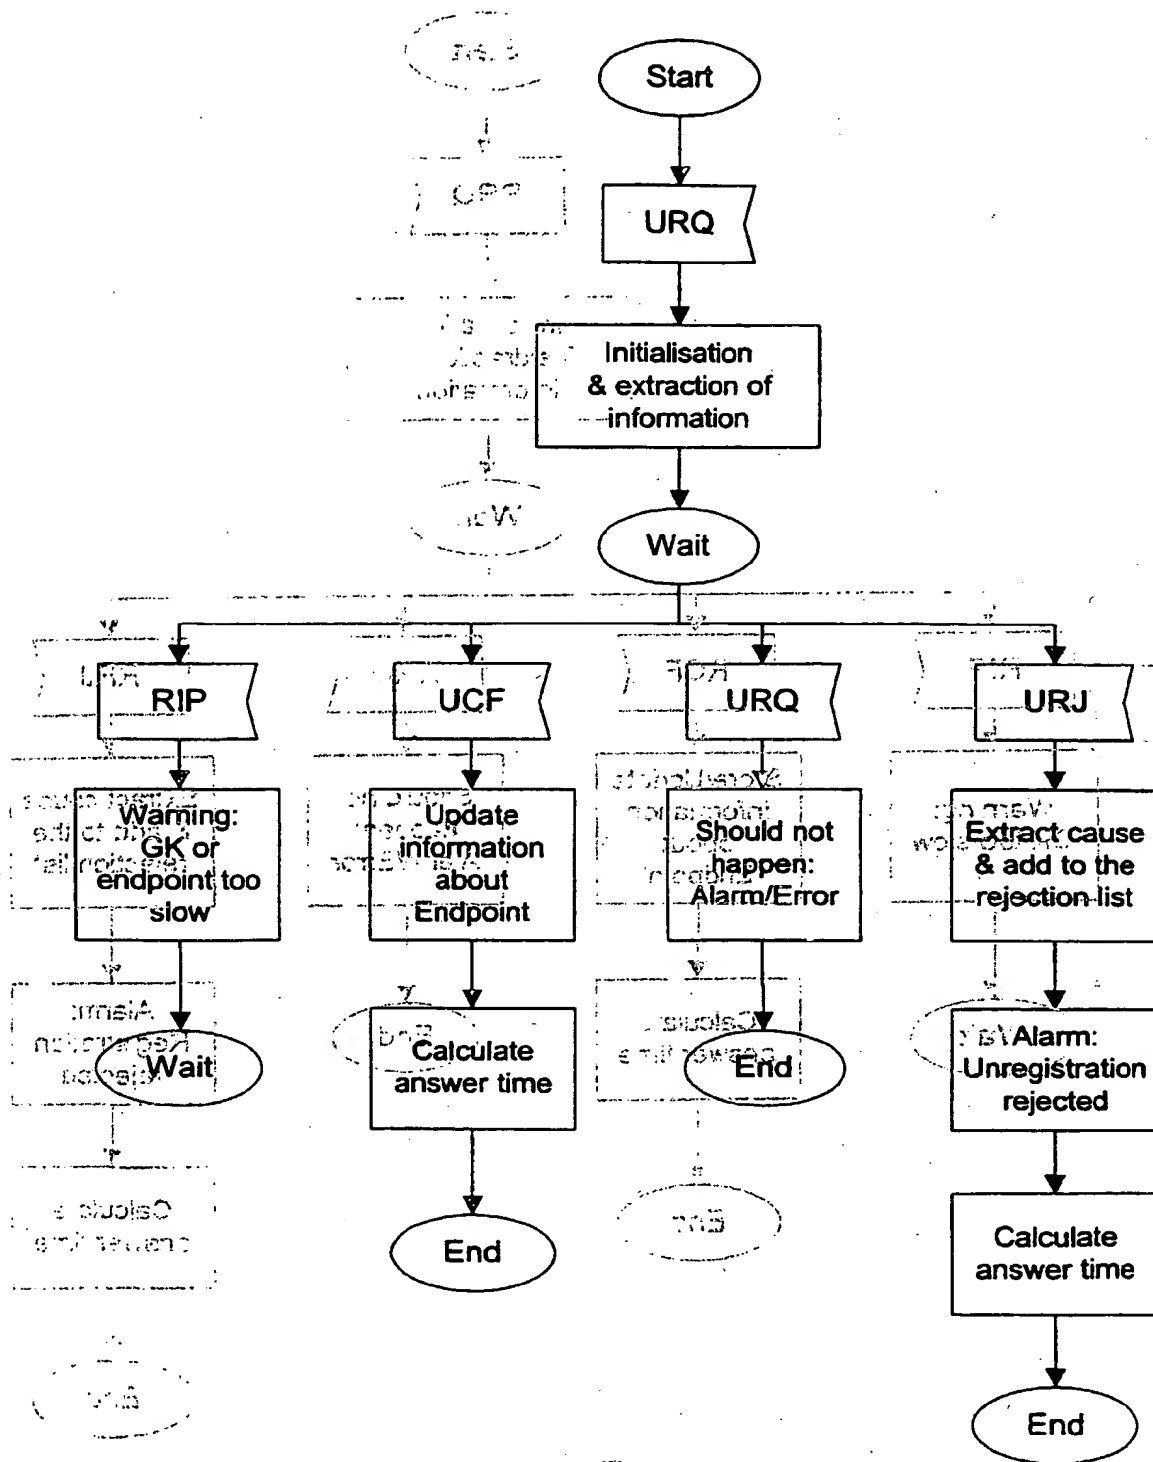 Start
URQ
Initialisation
& extraction of
information
Wait
RIP
UCF
URQ
URJ
Warning:
GK or
endpoint too
slow
Update
information
about
Endpoint
Should not
happen:
Alarm/Error
Extract cause
& add to the
rejection list
Wait
Calculate
answer time
End
Alarm:
Unregistration
rejected
End
Calculate
answer time
End